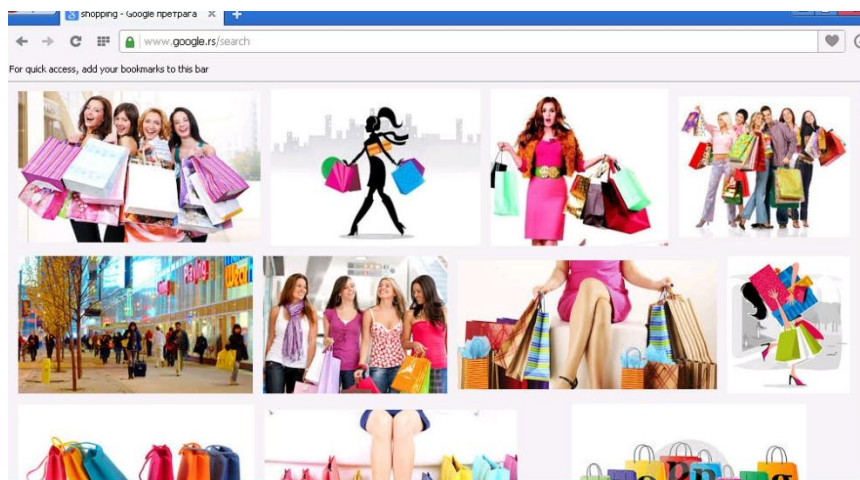 shopping - Google претрага
www.google.rs/search
For quick access, add your bookmarks to this bar